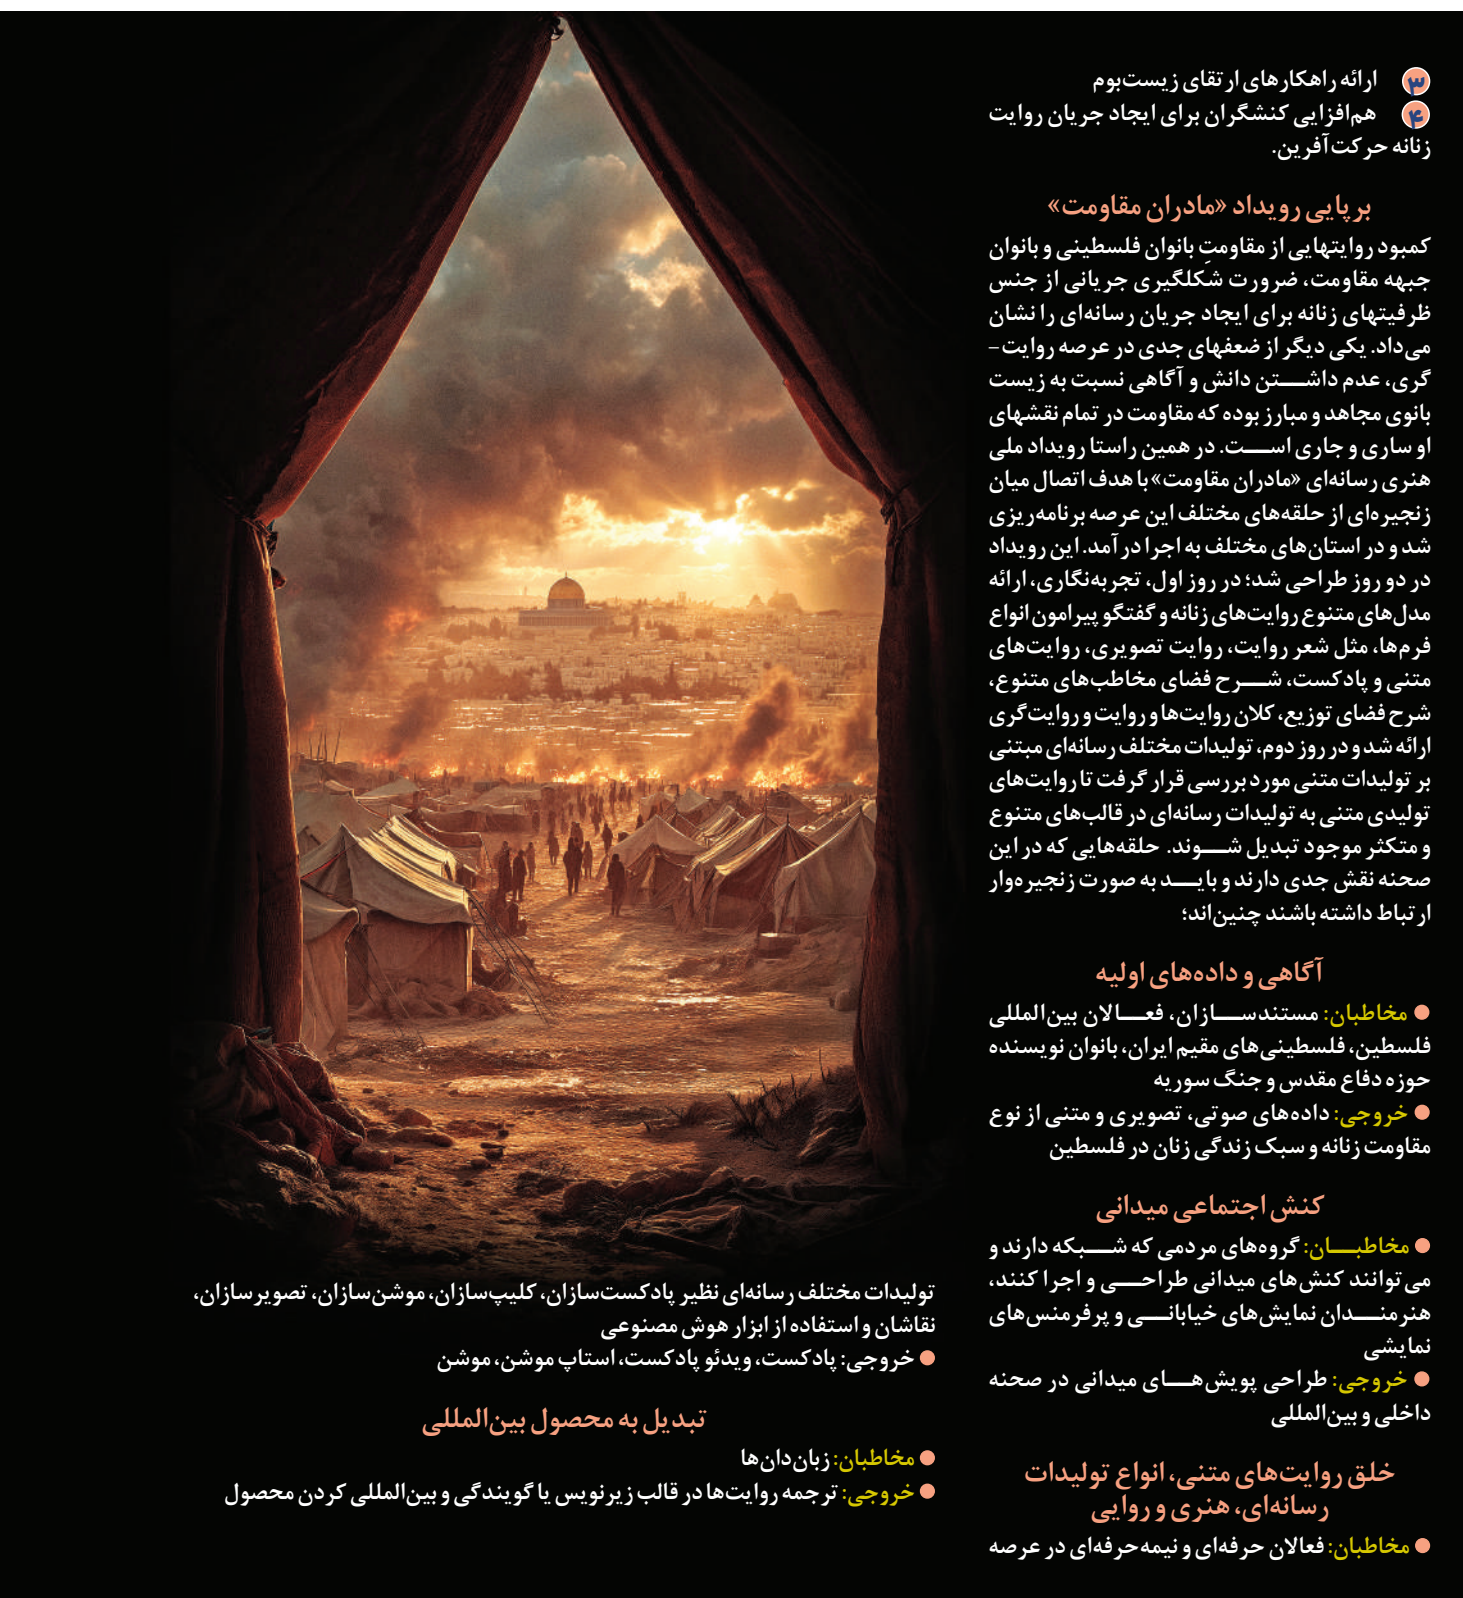 ۳ ارائه راهکارهای ارتقای زیست‌بوم
۴ هم‌افزایی کنشگران برای ایجاد جریان روایت
زنانه حرکت‌آفرین.
برپایی رویداد «مادران مقاومت»
کمبود روایتهایی از مقاومتِ بانوان فلسطینی و بانوان
جبهه مقاومت، ضرورت شکلگیری جریانی از جنس
ظرفیتهای زنانه برای ایجاد جریان رسانه‌ای را نشان
می‌داد. یکی دیگر از ضعفهای جدی در عرصه روایت-
گری، عدم داشتن دانش و آگاهی نسبت به زیست
بانوی مجاهد و مبارز بوده که مقاومت در تمام نقشهای
او ساری و جاری است. در همین راستا رویداد ملی
هنری رسانه‌ای «مادران مقاومت» با هدف اتصال میان
زنجیره‌ای از حلقه‌های مختلف این عرصه برنامه‌ریزی
شد و در استان‌های مختلف به اجرا در آمد. این رویداد
در دو روز طراحی شد؛ در روز اول، تجربه‌نگاری، ارائه
مدل‌های متنوع روایت‌های زنانه و گفتگو پیرامون انواع
فرم‌ها، مثل شعر روایت، روایت تصویری، روایت‌های
متنی و پادکست، شرح فضای مخاطب‌های متنوع،
شرح فضای توزیع، کلان روایت‌ها و روایت و روایت‌گری
ارائه شد و در روز دوم، تولیدات مختلف رسانه‌ای مبتنی
بر تولیدات متنی مورد بررسی قرار گرفت تا روایت‌های
تولیدی متنی به تولیدات رسانه‌ای در قالب‌های متنوع
و متکثر موجود تبدیل شوند. حلقه‌هایی که در این
صحنه نقش جدی دارند و باید به صورت زنجیره‌وار
ارتباط داشته باشند چنین‌اند؛
آگاهی و داده‌های اولیه
● مخاطبان: مستندسازان، فعالان بین‌المللی
فلسطین، فلسطینی‌های مقیم ایران، بانوان نویسنده
حوزه دفاع مقدس و جنگ سوریه
● خروجی: داده‌های صوتی، تصویری و متنی از نوع
مقاومت زنانه و سبک زندگی زنان در فلسطین
کنش اجتماعی میدانی
● مخاطبان: گروه‌های مردمی که شبکه دارند و
می‌توانند کنش‌های میدانی طراحی و اجرا کنند،
هنرمندان نمایش‌های خیابانی و پرفرمنس‌های
نمایشی
● خروجی: طراحی پویش‌های میدانی در صحنه
داخلی و بین‌المللی
خلق روایت‌های متنی، انواع تولیدات
رسانه‌ای، هنری و روایی
● مخاطبان: فعالان حرفه‌ای و نیمه‌حرفه‌ای در عرصه
تولیدات مختلف رسانه‌ای نظیر پادکست‌سازان، کلیپ‌سازان، موشن‌سازان، تصویرسازان،
نقاشان و استفاده از ابزار هوش مصنوعی
● خروجی: پادکست، ویدئو پادکست، استاپ موشن، موشن
تبدیل به محصول بین‌المللی
● مخاطبان: زبان‌دان‌ها
● خروجی: ترجمه روایت‌ها در قالب زیرنویس یا گویندگی و بین‌المللی کردن محصول